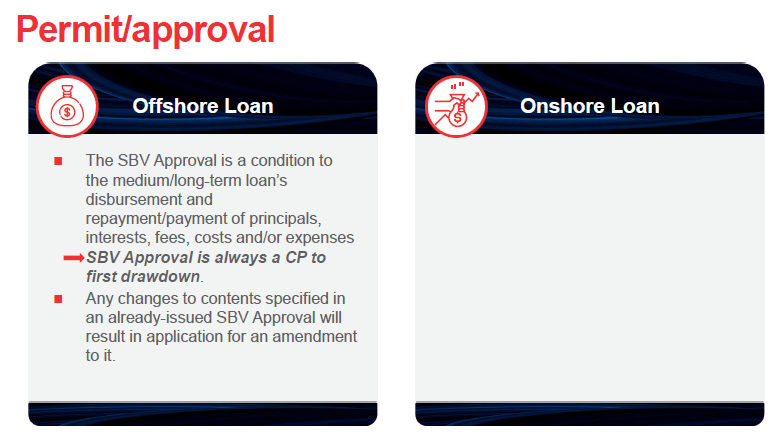 Permit/approval
Offshore Loan
The SBV Approval is a condition to
the medium/long-term loan's
disbursement and
repayment/payment of principals,
interests, fees, costs and/or expenses
SBV Approval is always a CP to
first drawdown.
Any changes to contents specified in
an already-issued SBV Approval will
result in application for an amendment
to it.
Onshore Loan